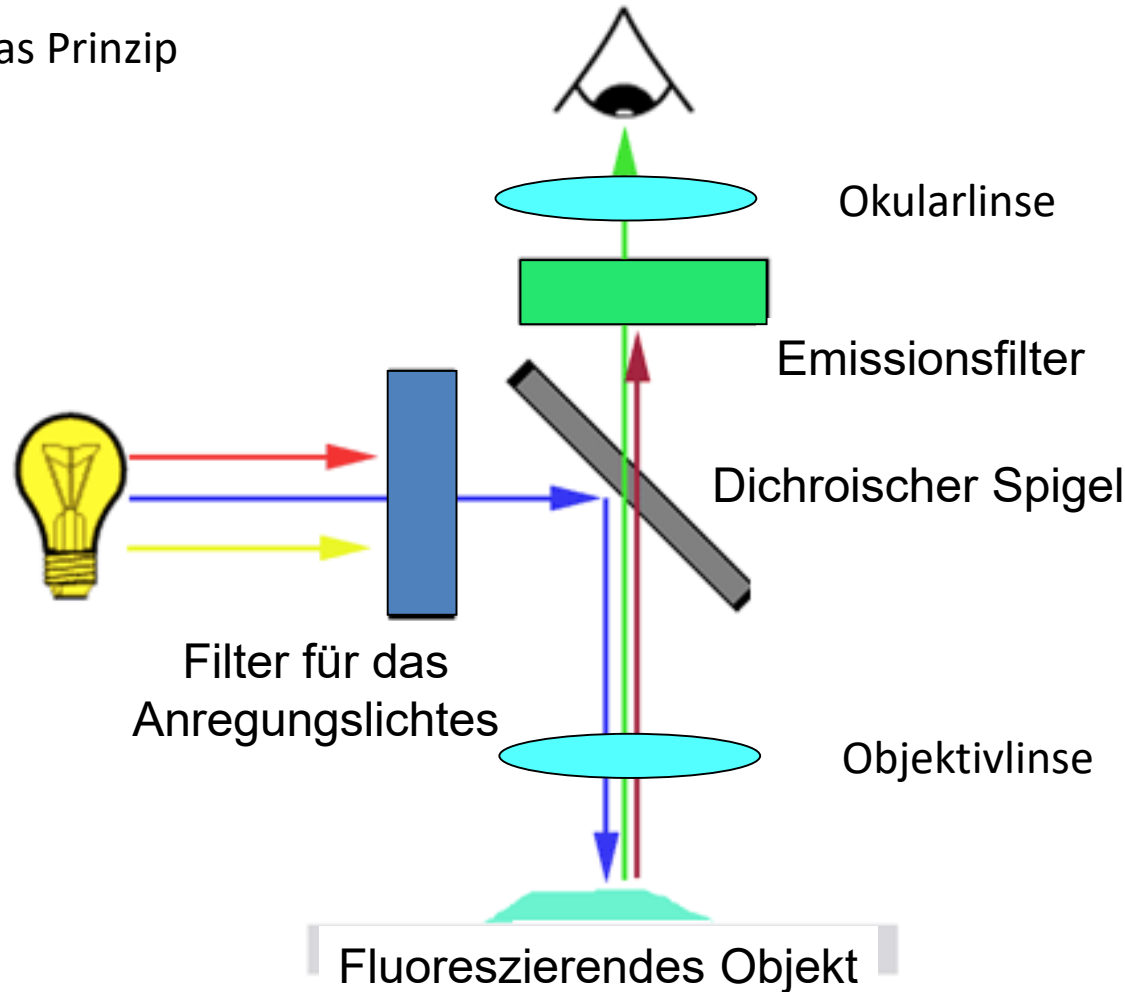 as Prinzip
Okularlinse
Emissionsfilter
Dichroischer Spigel
Filter für das
Anregungslichtes
Objektivlinse
Fluoreszierendes Objekt